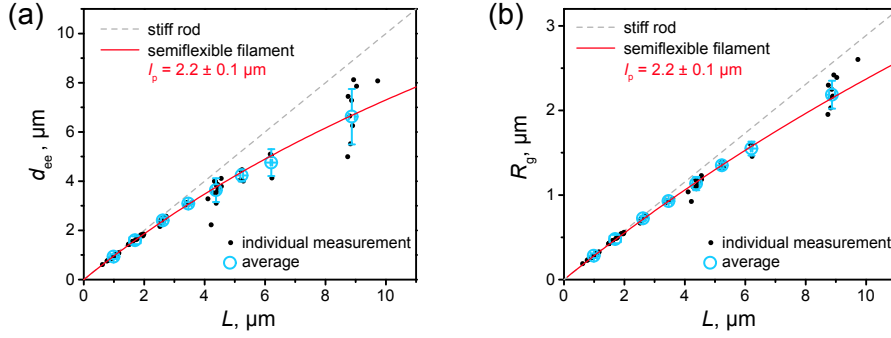 (a)
stiff rod
semiflexible filament
lp = 2.2 ± 0.1 µm
10
8
6
4
2
0
dee, µm
individual measurement
average
0 2 4 6 8 10
L, µm
(b)
stiff rod
semiflexible filament
lp = 2.2 ± 0.1 µm
3
2
1
0
Rg, µm
individual measurement
average
0 2 4 6 8 10
L, µm